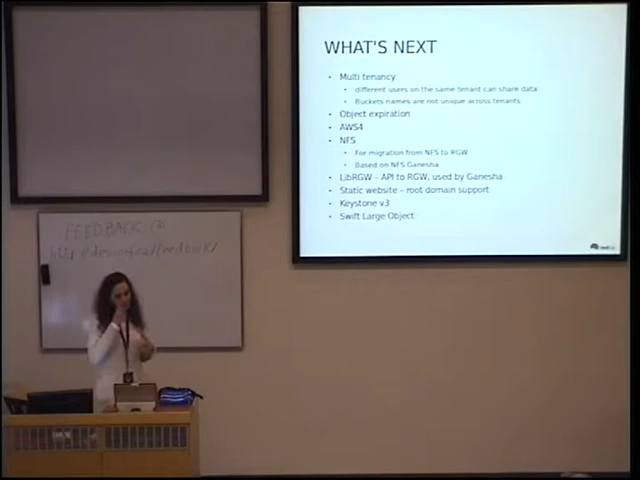 WHAT'S NEXT
Multi tenancy
different users on the same tenant can share data
Buckets names are not unique across tenants
Object expiration
AWS4
NFS
For migration from NFS to RGW
Based on NFS Ganesha
LibRGW – API to RGW, used by Ganesha
Static website – root domain support
Keystone v3
Swift Large Object
FEEDBACK @